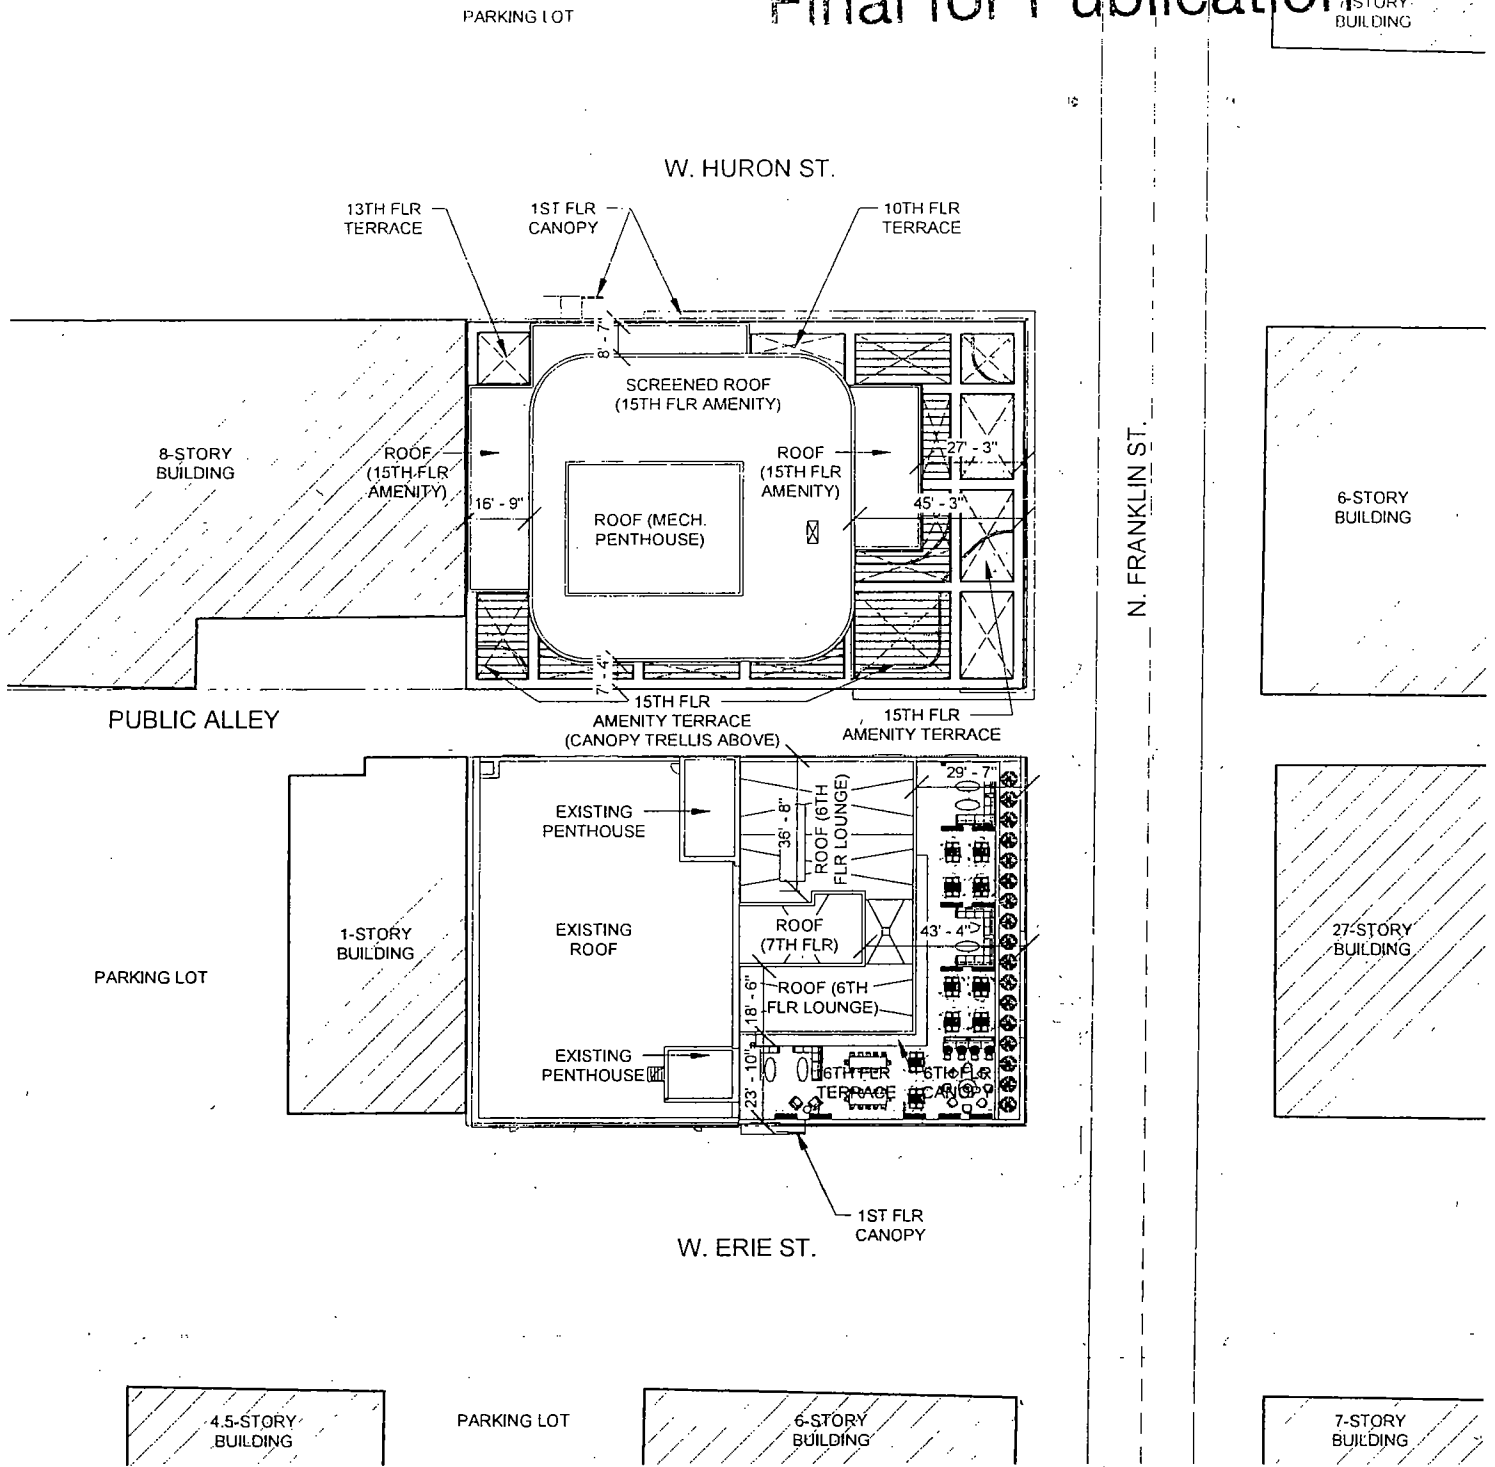 Final for Publication
PARKING LOT
7-STORY
BUILDING
W. HURON ST.
13TH FLR
TERRACE
1ST FLR
CANOPY
10TH FLR
TERRACE
8' - 7"
SCREENED ROOF
(15TH FLR AMENITY)
8-STORY
BUILDING
ROOF
(15TH FLR
AMENITY)
16' - 9"
ROOF (MECH.
PENTHOUSE)
ROOF
(15TH FLR
AMENITY)
27' - 3"
45' - 3"
N. FRANKLIN ST.
6-STORY
BUILDING
7' - 4"
PUBLIC ALLEY
15TH FLR
AMENITY TERRACE
(CANOPY TRELLIS ABOVE)
15TH FLR
AMENITY TERRACE
29' - 7"
EXISTING
PENTHOUSE
36' - 8"
ROOF (6TH
FLR LOUNGE)
1-STORY
BUILDING
EXISTING
ROOF
ROOF
(7TH FLR)
43' - 4"
27-STORY
BUILDING
PARKING LOT
18' - 6"
ROOF (6TH
FLR LOUNGE)
EXISTING
PENTHOUSE
23' - 10"
6TH FLR
TERRACE
6TH FLR
CANOPY
1ST FLR
CANOPY
W. ERIE ST.
4.5-STORY
BUILDING
PARKING LOT
6-STORY
BUILDING
7-STORY
BUILDING